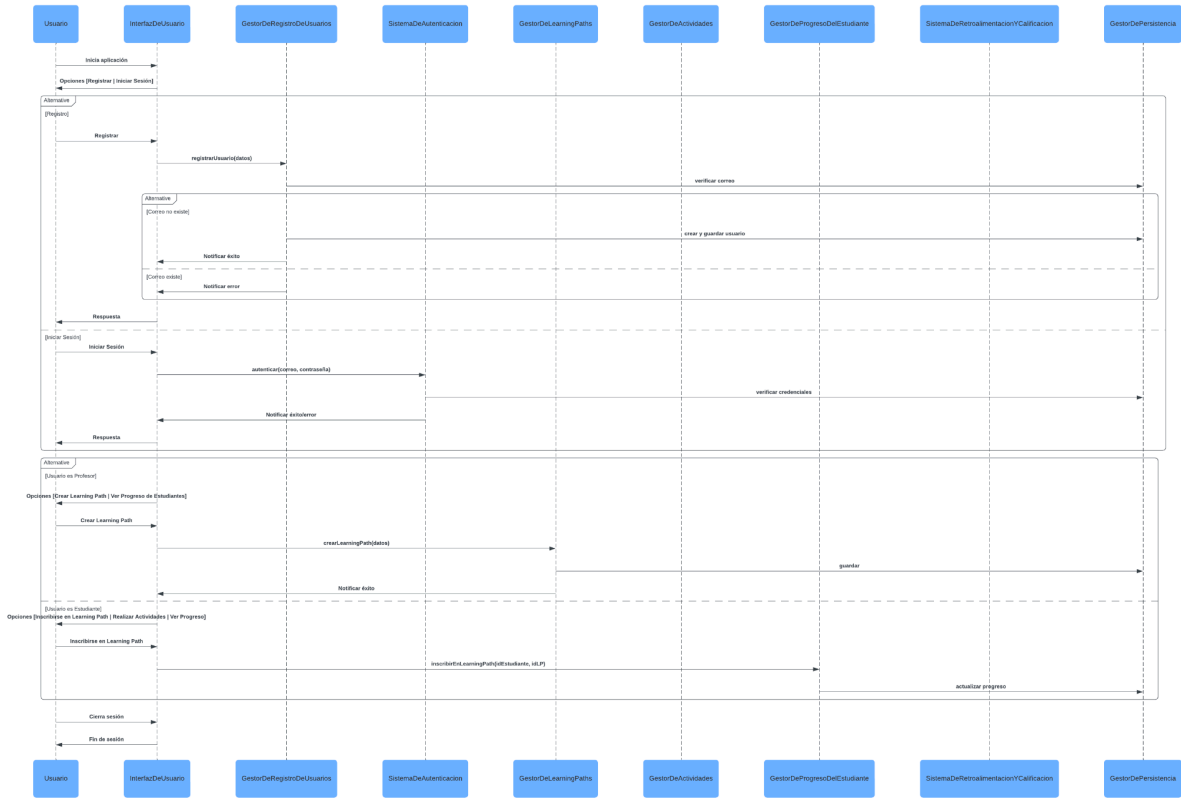 Usuario
InterfazDeUsuario
GestorDeRegistroDeUsuarios
SistemaDeAutenticacion
GestorDeLearningPaths
GestorDeActividades
GestorDeProgresoDelEstudiante
SistemaDeRetroalimentacionYCalificacion
GestorDePersistencia
Inicia aplicación
Opciones [Registrar | Iniciar Sesión]
Alternative
[Registro]
Registrar
registrarUsuario(datos)
verificar correo
Alternative
[Correo no existe]
crear y guardar usuario
Notificar éxito
[Correo existe]
Notificar error
Respuesta
[Iniciar Sesión]
Iniciar Sesión
autenticar(correo, contraseña)
verificar credenciales
Notificar éxito/error
Respuesta
Alternative
[Usuario es Profesor]
Opciones [Crear Learning Path | Ver Progreso de Estudiantes]
Crear Learning Path
crearLearningPath(datos)
guardar
Notificar éxito
[Usuario es Estudiante]
Opciones [Inscribirse en Learning Path | Realizar Actividades | Ver Progreso]
Inscribirse en Learning Path
inscribirEnLearningPath(idEstudiante, idLP)
actualizar progreso
Cierra sesión
Fin de sesión
Usuario
InterfazDeUsuario
GestorDeRegistroDeUsuarios
SistemaDeAutenticacion
GestorDeLearningPaths
GestorDeActividades
GestorDeProgresoDelEstudiante
SistemaDeRetroalimentacionYCalificacion
GestorDePersistencia